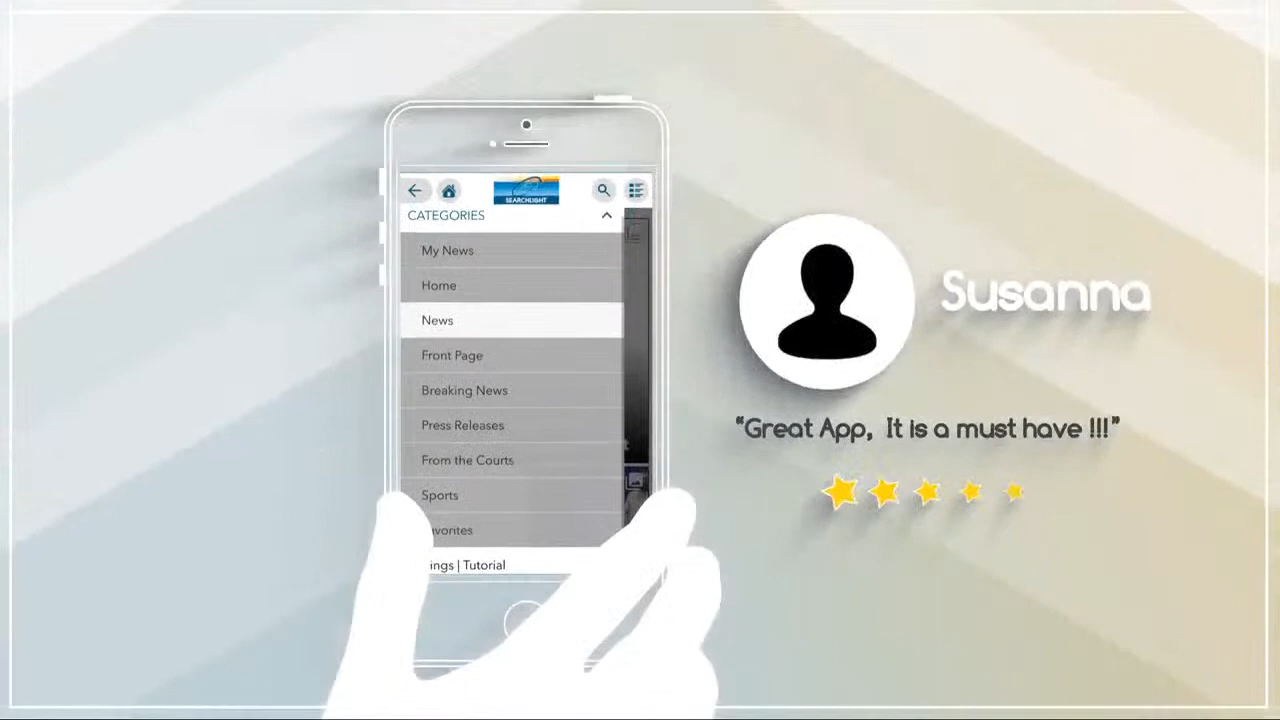 SEARCHLIGHT
CATEGORIES
My News
Home
News
Front Page
Breaking News
Press Releases
From the Courts
Sports
avorites
ings | Tutorial
Susanna
“Great App, It is a must have !!!”